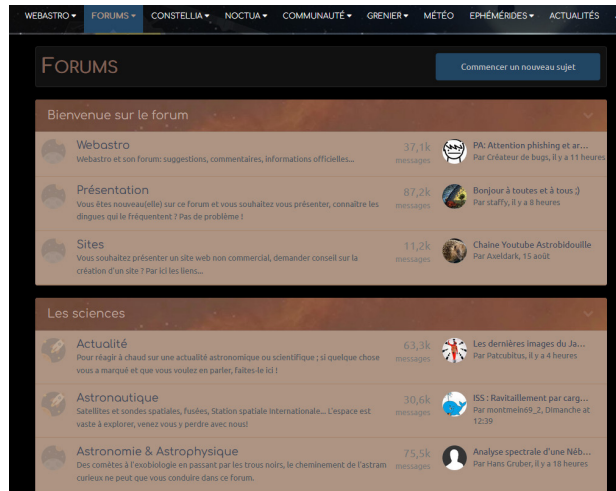 WEBASTRO FORUMS CONSTELLIA NOCTUA COMMUNAUTÉ GRENIER MÉTÉO EPHÉMÉRIDES ACTUALITÉS
FORUMS
Commencer un nouveau sujet
Bienvenue sur le forum
Webastro
Webastro et son forum: suggestions, commentaires, informations officielles...
37,1k
messages
PA: Attention phishing et ar...
Par Créateur de bugs, il y a 11 heures
Présentation
Vous êtes nouveau(elle) sur ce forum et vous souhaitez vous présenter, connaître les
dingues qui le fréquentent ? Pas de problème !
87,2k
messages
Bonjour à toutes et à tous ;)
Par staffy, il y a 8 heures
Sites
Vous souhaitez présenter un site web non commercial, demander conseil sur la
création d'un site ? Par ici les liens...
11,2k
messages
Chaine Youtube Astrobidouille
Par Axeldark, 15 août
Les sciences
Actualité
Pour réagir à chaud sur une actualité astronomique ou scientifique ; si quelque chose
vous a marqué et que vous voulez en parler, faites-le ici !
63,3k
messages
Les dernières images du Ja...
Par Patcubitus, il y a 4 heures
Astronautique
Satellites et sondes spatiales, fusées, Station spatiale Internationale... L'espace est
vaste à explorer, venez vous y perdre avec nous!
30,6k
messages
ISS : Ravitaillement par carg...
Par montmein69_2, Dimanche at
12:39
Astronomie & Astrophysique
Des comètes à l'exobiologie en passant par les trous noirs, le cheminement de l'astram
curieux ne peut que vous conduire dans ce forum.
75,5k
messages
Analyse spectrale d'une Néb...
Par Hans Gruber, il y a 18 heures